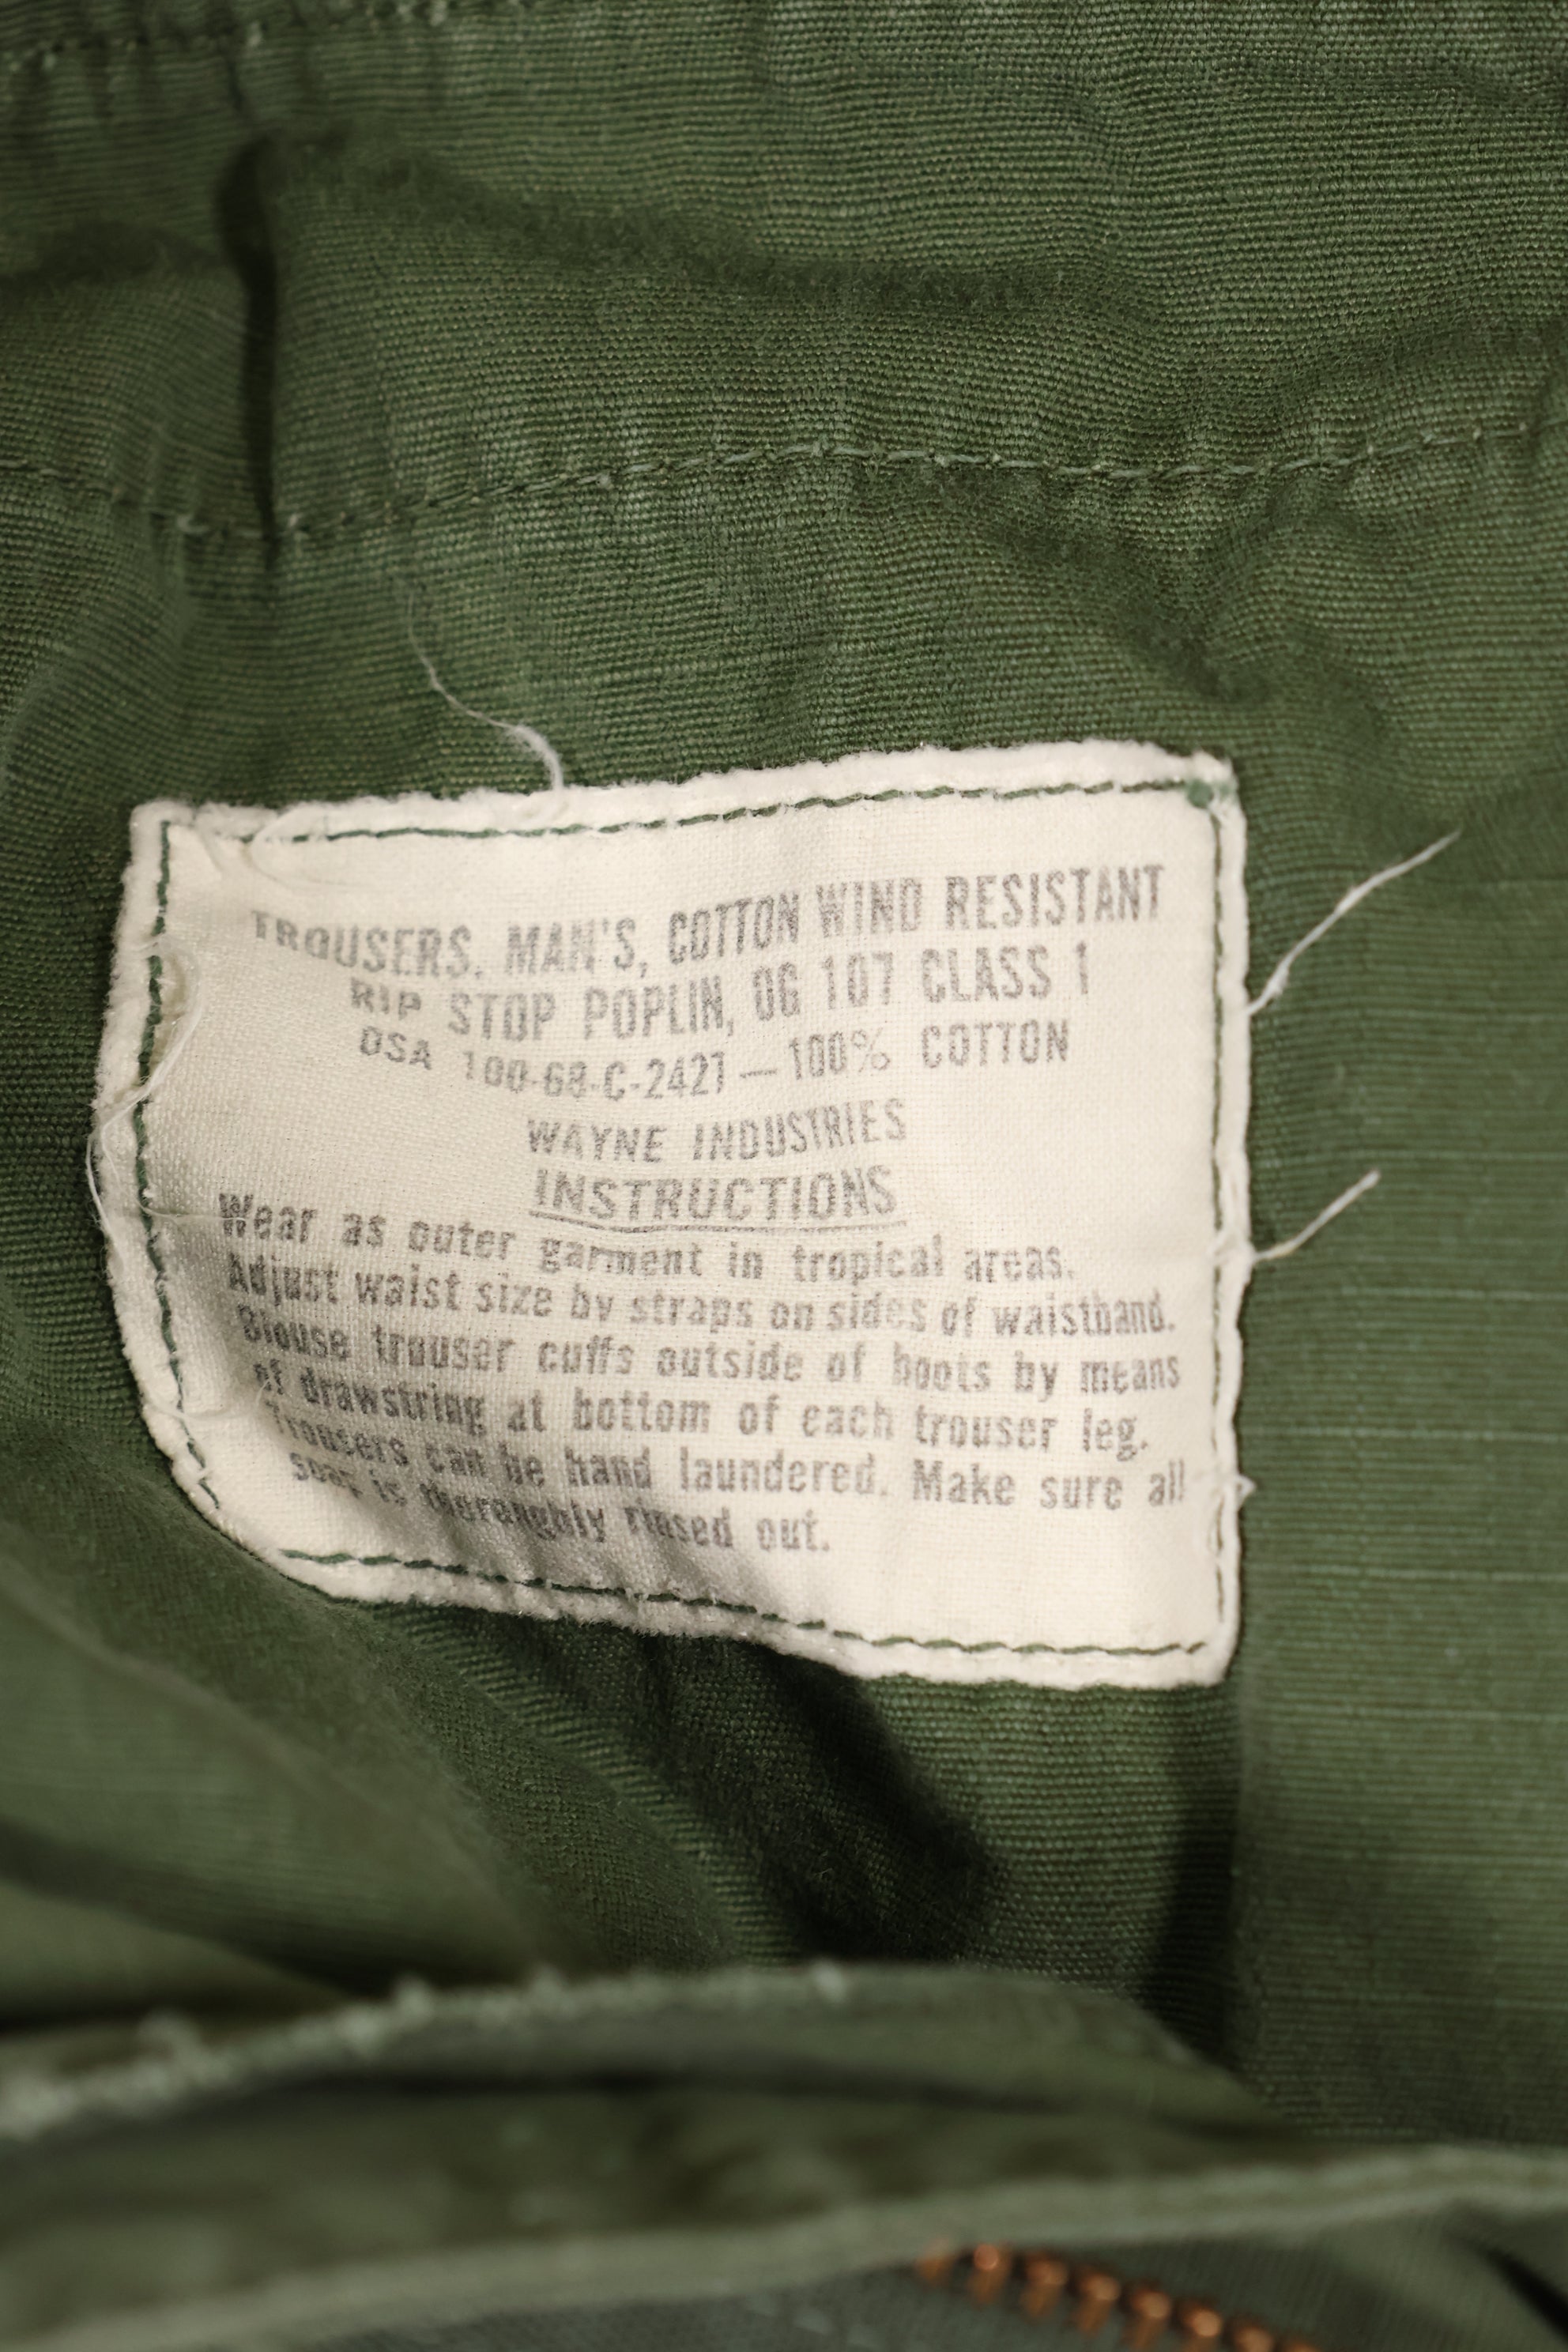 TROUSERS. MAN'S, COTTON WIND RESISTANT
RIP STOP POPLIN, OG 107 CLASS 1
DSA 100-68-C-2421 — 100% COTTON
WAYNE INDUSTRIES
INSTRUCTIONS
Wear as outer garment in tropical areas.
Adjust waist size by straps on sides of waistband.
Blouse trouser cuffs outside of boots by means
of drawstring at bottom of each trouser leg.
Trousers can be hand laundered. Make sure all
soap is thoroughly rinsed out.